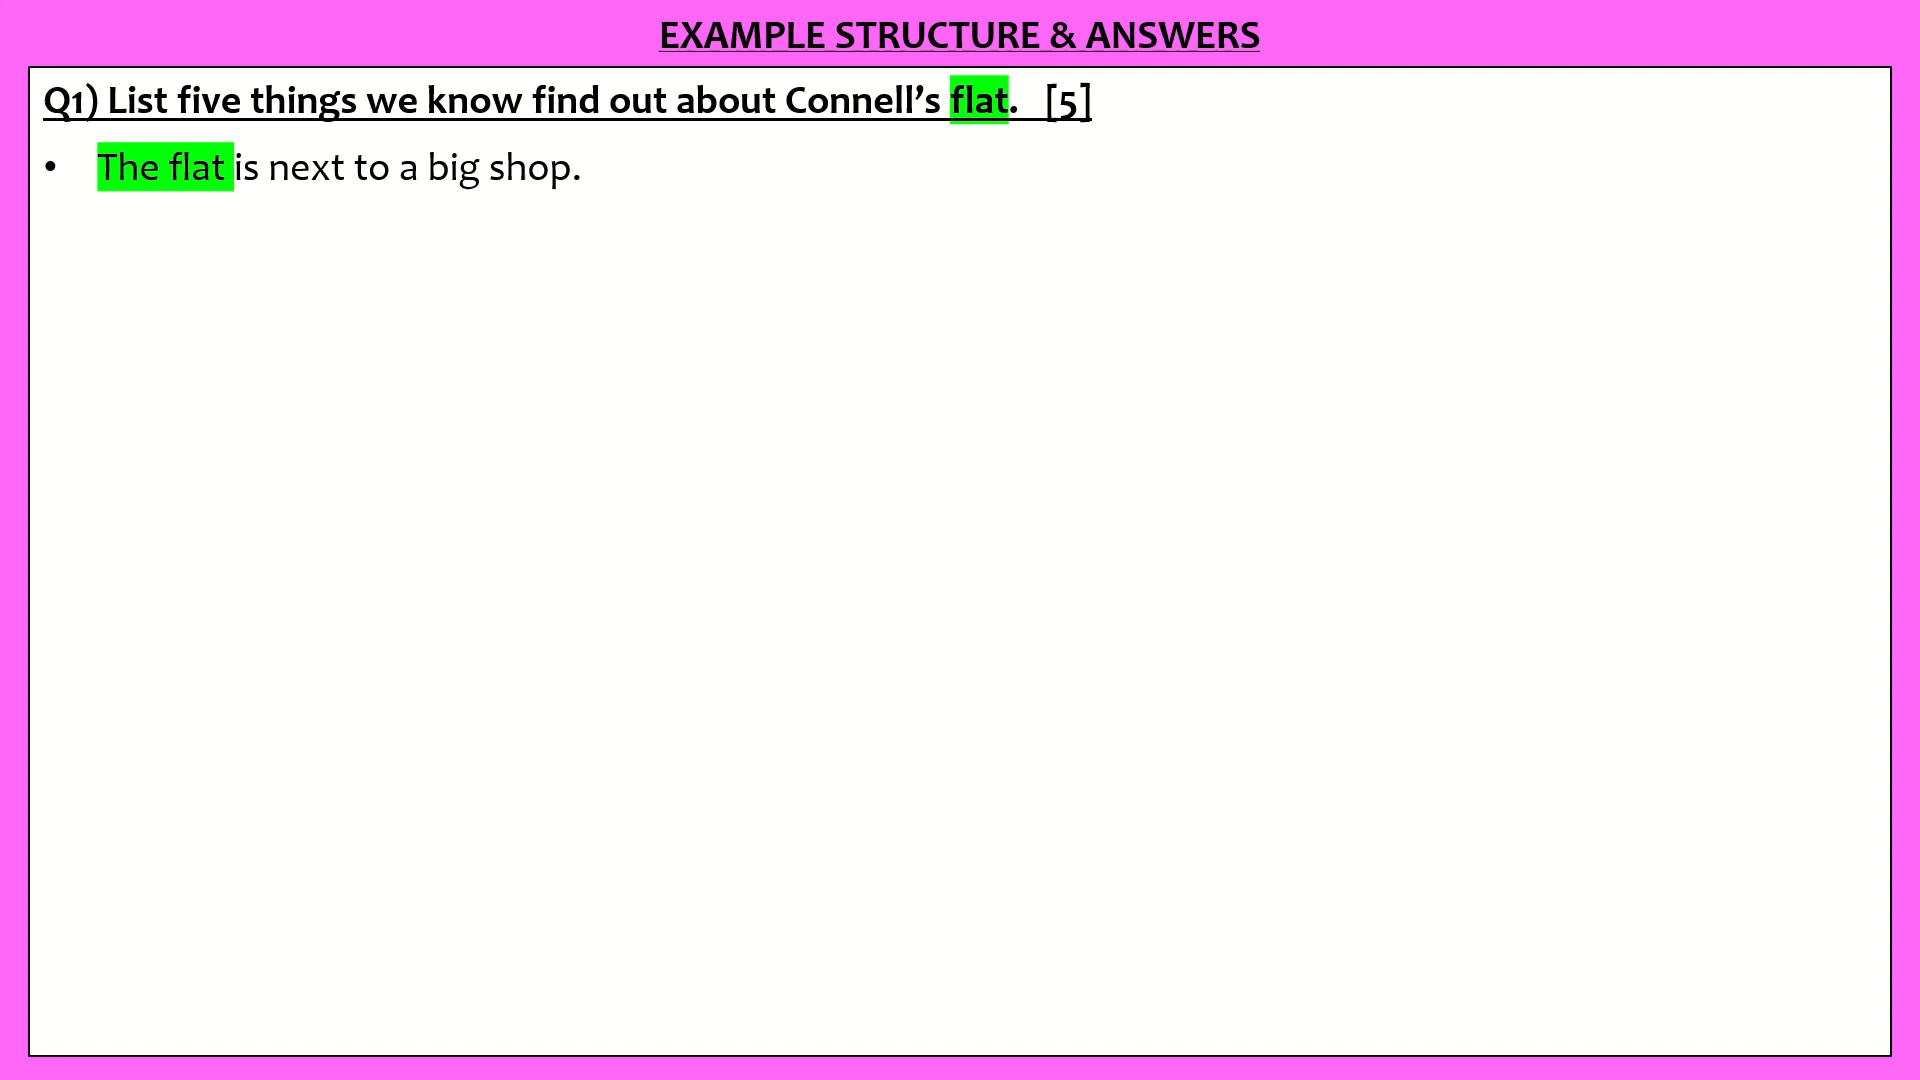 EXAMPLE STRUCTURE & ANSWERS
Q1) List five things we know find out about Connell’s flat.   [5]
•    The flat is next to a big shop.